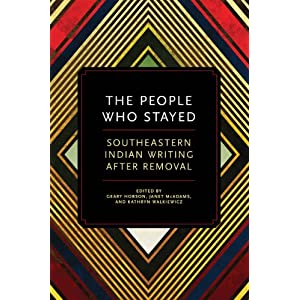 THE PEOPLE
WHO STAYED
SOUTHEASTERN
INDIAN WRITING
AFTER REMOVAL
EDITED BY
GEARY HOBSON, JANET McADAMS,
AND KATHRYN WALKIEWICZ